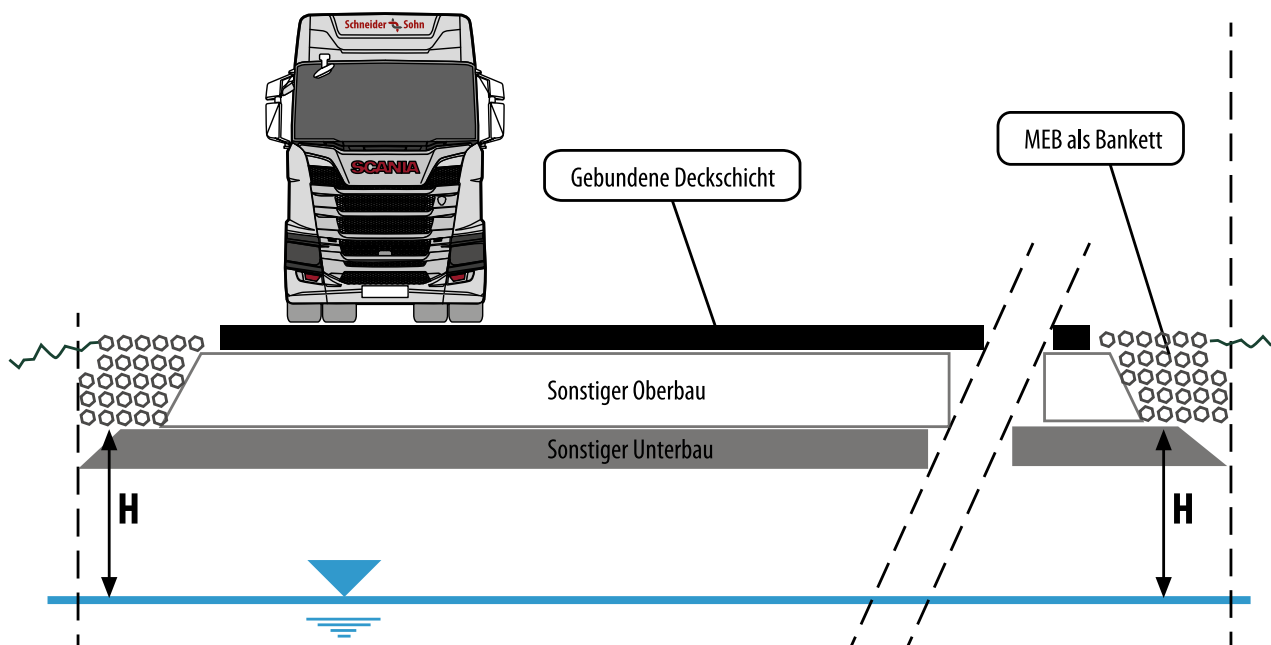 Schneider Sohn
SCANIA
MEB als Bankett
Gebundene Deckschicht
Sonstiger Oberbau
Sonstiger Unterbau
H
H